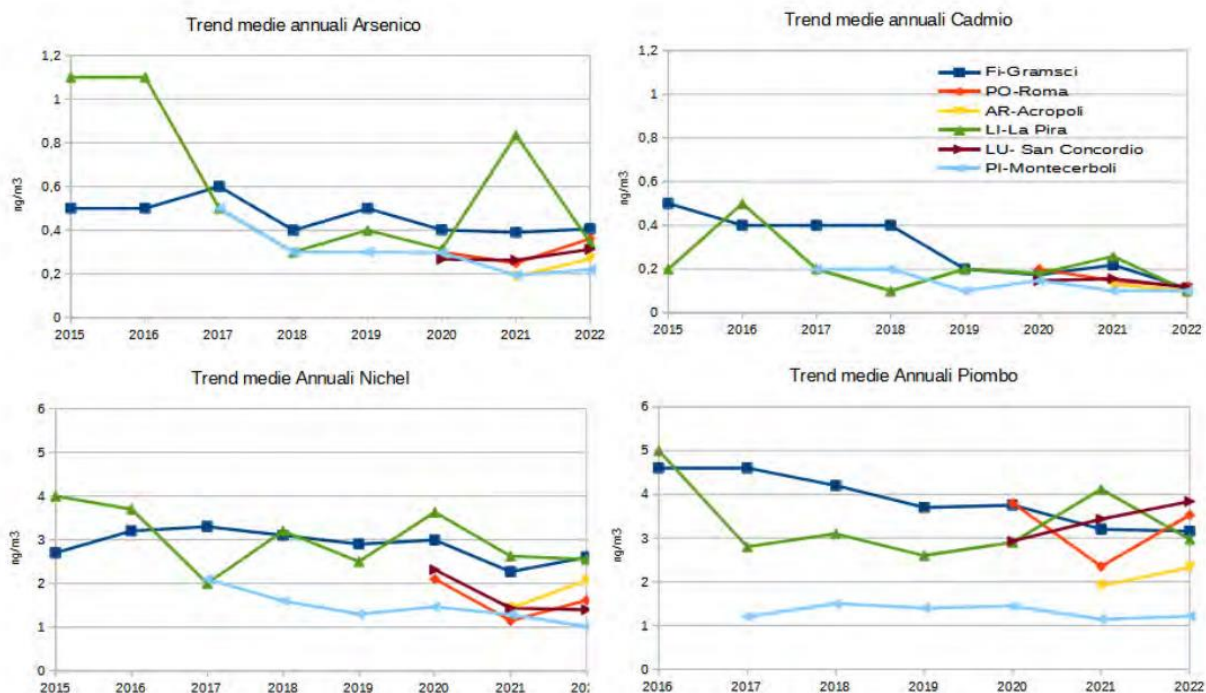 Trend medie annuali Arsenico
1,2
1
0,8
0,6
0,4
0,2
0
mg/m3
2015 2016 2017 2018 2019 2020 2021 2022
Trend medie annuali Cadmio
1,2
1
0,8
0,6
0,4
0,2
0
mg/m3
Fi-Gramsci
PO-Roma
AR-Acropoli
LI-La Pira
LU- San Concordio
PI-Montecerboli
2015 2016 2017 2018 2019 2020 2021 2022
Trend medie Annuali Nichel
6
5
4
3
2
1
0
mg/m3
2015 2016 2017 2018 2019 2020 2021
Trend medie Annuali Piombo
6
5
4
3
2
1
0
mg/m3
2016 2017 2018 2019 2020 2021 2022